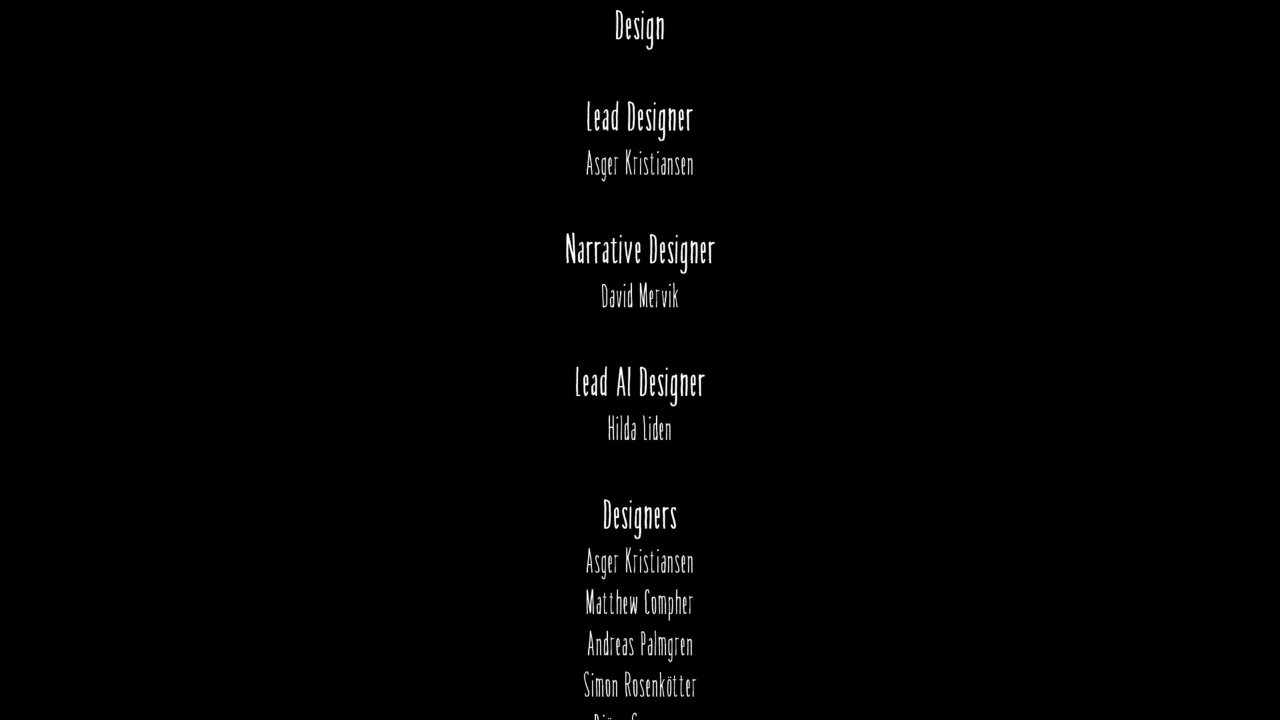 Design
Lead Designer
Asger Kristiansen
Narrative Designer
David Mervik
Lead AI Designer
Hilda Liden
Designers
Asger Kristiansen
Matthew Compher
Andreas Palmgren
Simon Rosenkötter